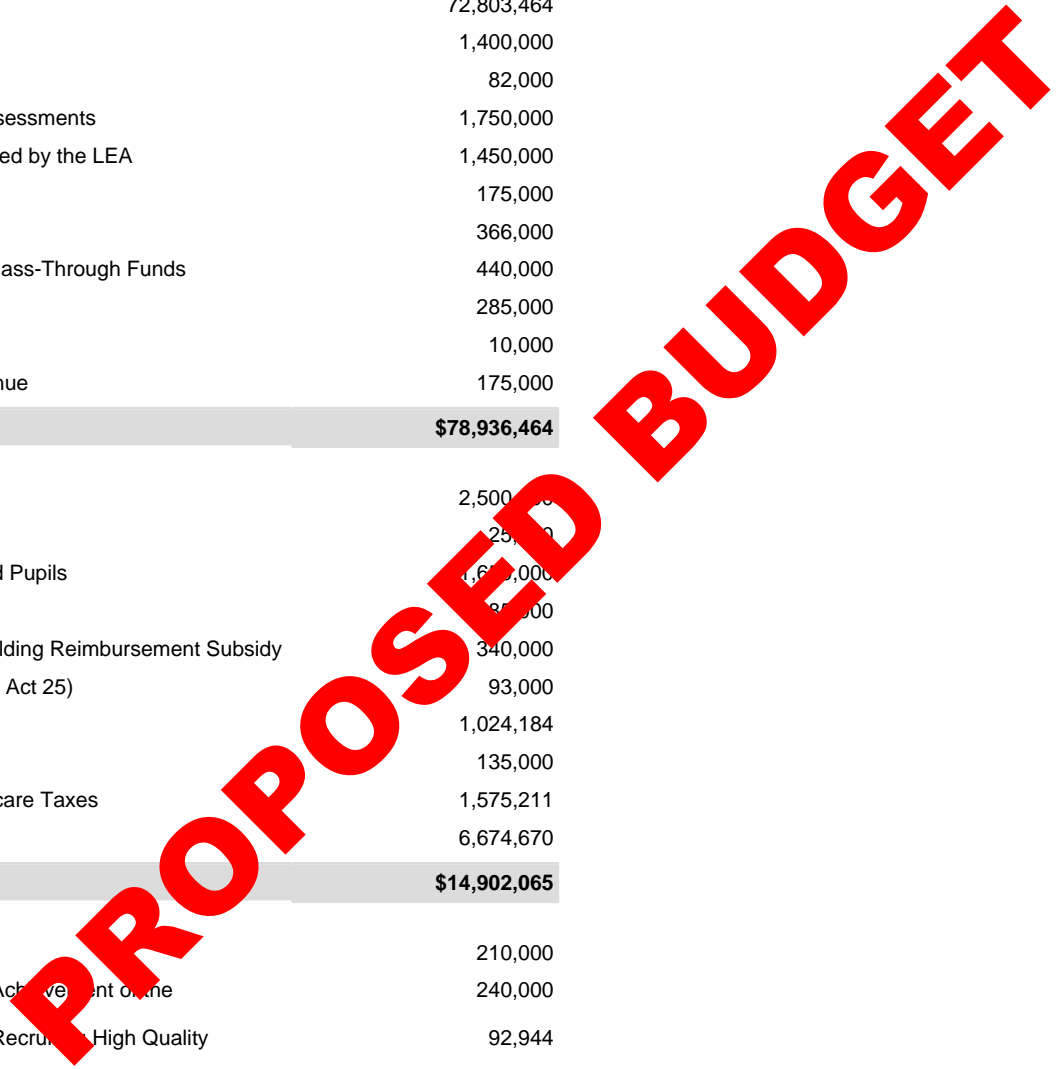 72,803,464
1,400,000
82,000
sessments 1,750,000
ed by the LEA 1,450,000
175,000
366,000
ass-Through Funds 440,000
285,000
10,000
nue 175,000
$78,936,464
d Pupils
lding Reimbursement Subsidy 340,000
Act 25) 93,000
1,024,184
135,000
care Taxes 1,575,211
6,674,670
$14,902,065
210,000
Achievement of the 240,000
High Quality 92,944
PROPOSED BUDGET